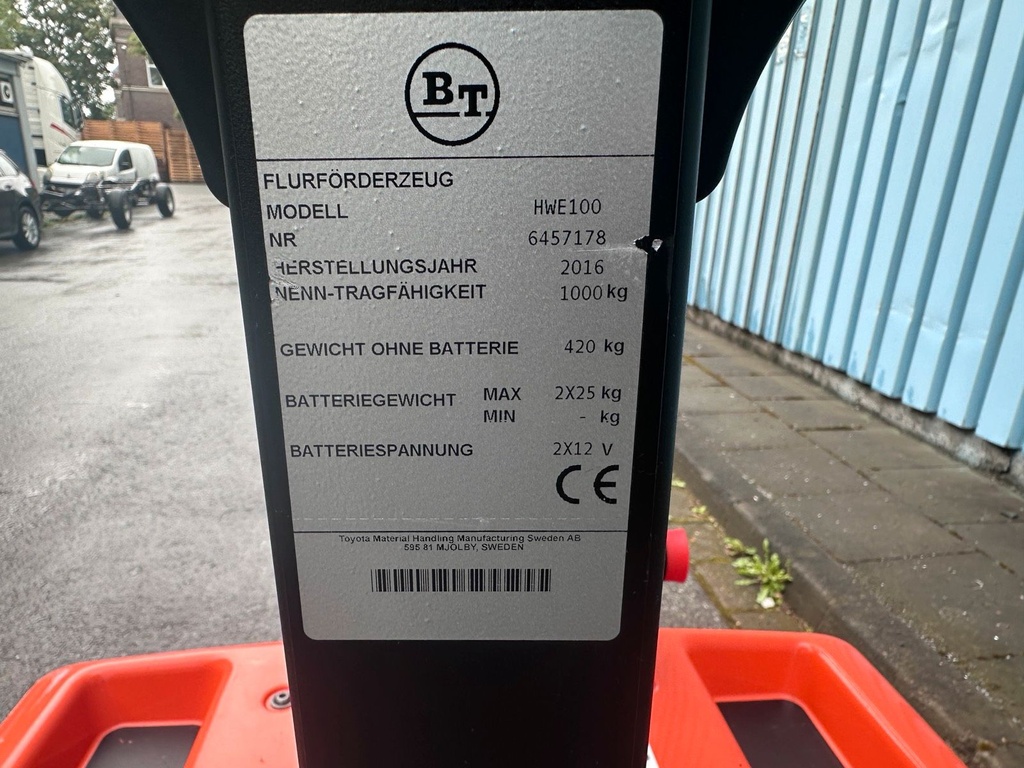 BT
FLURFÖRDERZEUG
MODELL HWE100
NR 6457178
HERSTELLUNGSJAHR 2016
NENN-TRAGFÄHIGKEIT 1000 kg
GEWICHT OHNE BATTERIE 420 kg
BATTERIEGEWICHT MAX 2X25 kg
MIN - kg
BATTERIESPANNUNG 2X12 V
CE
Toyota Material Handling Manufacturing Sweden AB
595 81 MJÖLBY, SWEDEN